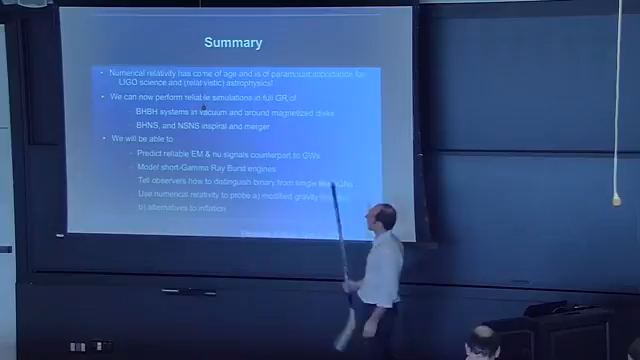 Summary
Numerical relativity has come of age and is of paramount importance for
LIGO science and (relativistic) astrophysics!
We can now perform reliable simulations in full GR of
BHBH systems in vacuum and around magnetized disks
BHNS, and NSNS inspiral and merger
We will be able to
Predict reliable EM & nu signals counterpart to GWs
Model short-Gamma Ray Burst engines
Tell observers how to distinguish binary from single
Use numerical relativity to probe a) modified gravity
b) alternatives to inflation